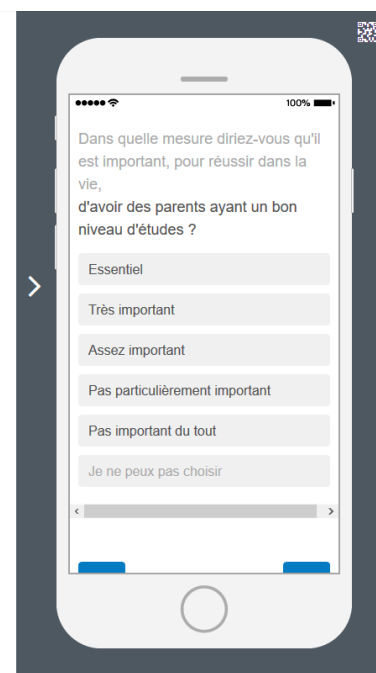 100%
Dans quelle mesure diriez-vous qu'il
est important, pour réussir dans la
vie,
d'avoir des parents ayant un bon
niveau d'études ?
Essentiel
Très important
Assez important
Pas particulièrement important
Pas important du tout
Je ne peux pas choisir